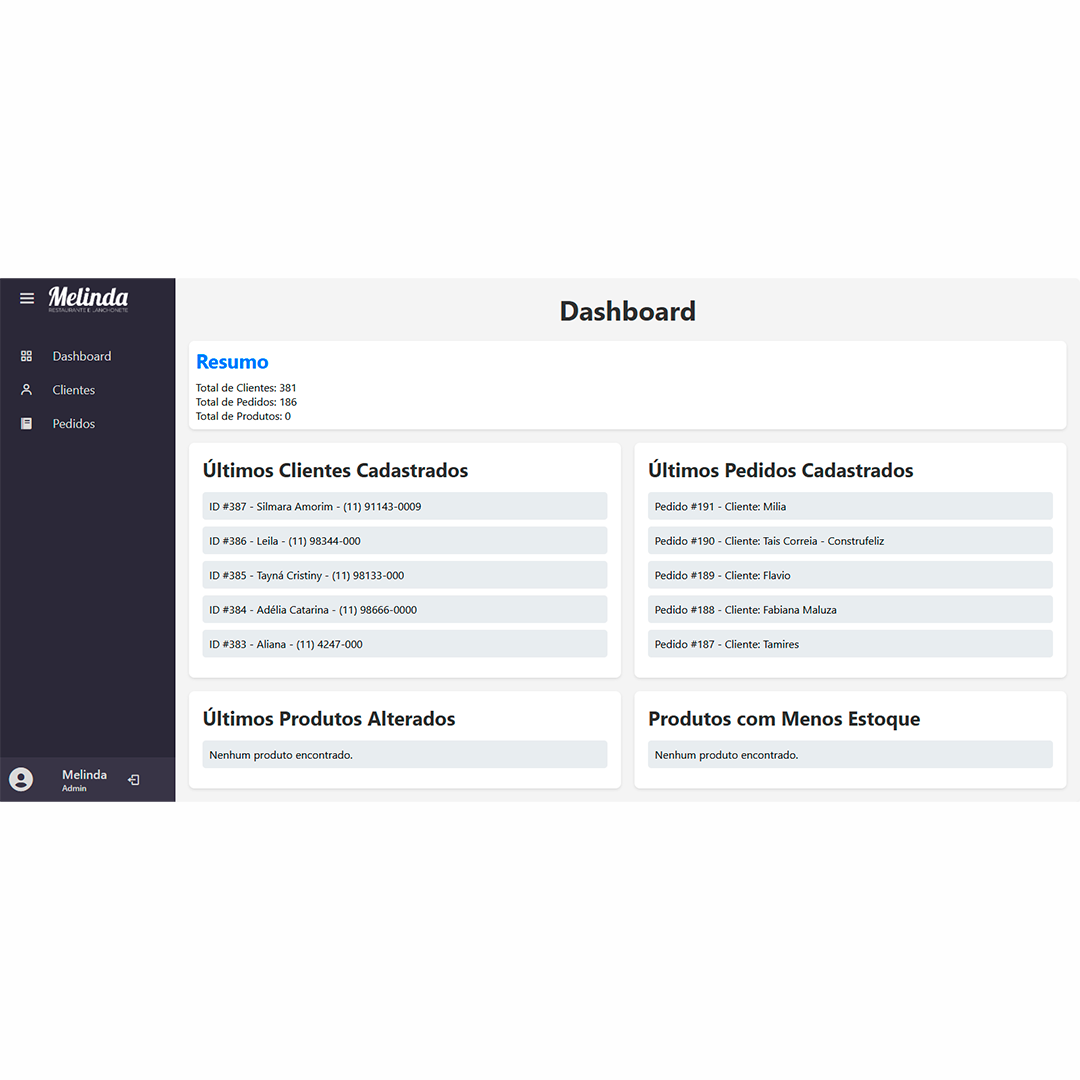 Melinda
RESTAURANTE E LANCHONETE
Dashboard
Clientes
Pedidos
Melinda
Admin
Dashboard
Resumo
Total de Clientes: 381
Total de Pedidos: 186
Total de Produtos: 0
Últimos Clientes Cadastrados
ID #387 - Silmara Amorim - (11) 91143-0009
ID #386 - Leila - (11) 98344-000
ID #385 - Tayná Cristiny - (11) 98133-000
ID #384 - Adélia Catarina - (11) 98666-0000
ID #383 - Aliana - (11) 4247-000
Últimos Pedidos Cadastrados
Pedido #191 - Cliente: Milia
Pedido #190 - Cliente: Tais Correia - Construfeliz
Pedido #189 - Cliente: Flavio
Pedido #188 - Cliente: Fabiana Maluza
Pedido #187 - Cliente: Tamires
Últimos Produtos Alterados
Nenhum produto encontrado.
Produtos com Menos Estoque
Nenhum produto encontrado.